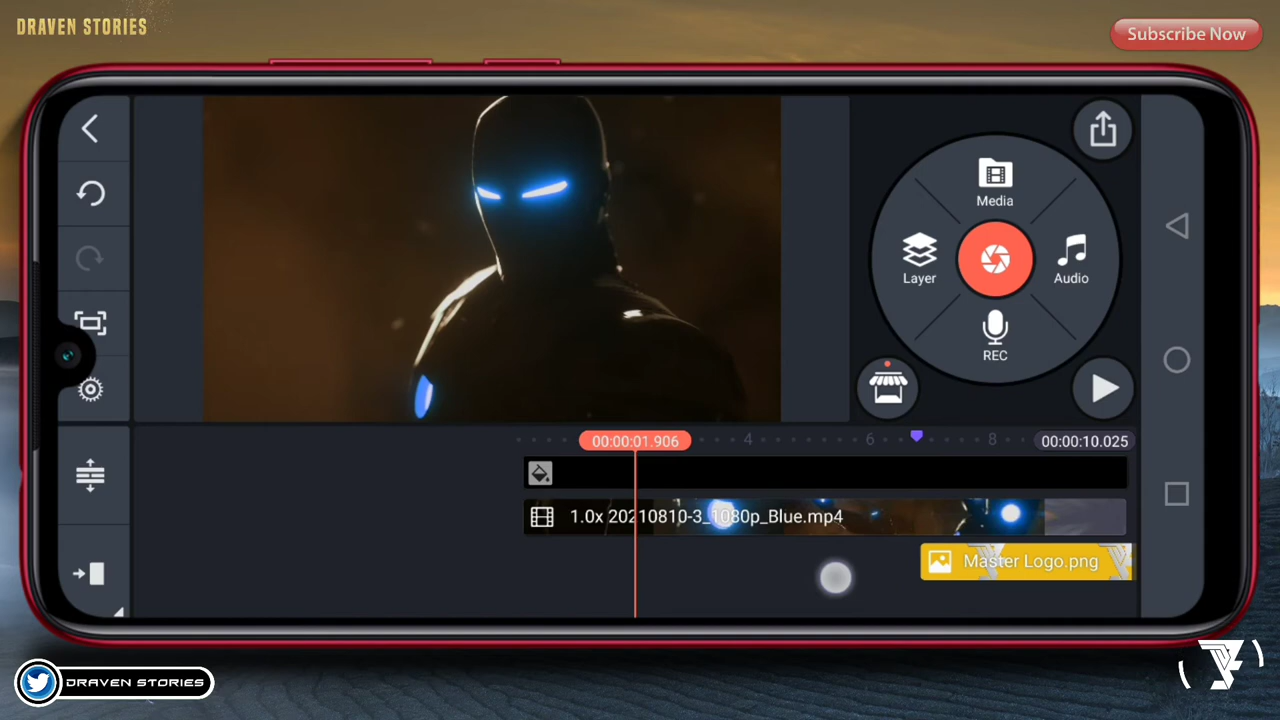 DRAVEN STORIES
Subscribe Now
Media
Layer
Audio
REC
00:00:01.906
4
6
8
00:00:10.025
1.0x 20210810-3_1080p_Blue.mp4
Master Logo.png
DRAVEN STORIES